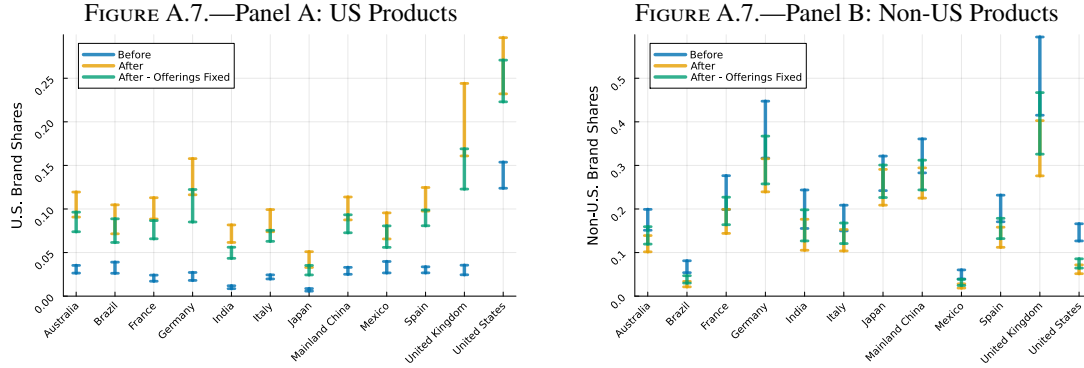 FIGURE A.7.—Panel A: US Products
Before
After
After - Offerings Fixed
U.S. Brand Shares
0.25
0.20
0.15
0.10
0.05
0.00
Australia
Brazil
France
Germany
India
Italy
Japan
Mainland China
Mexico
Spain
United Kingdom
United States
FIGURE A.7.—Panel B: Non-US Products
Before
After
After - Offerings Fixed
Non-U.S. Brand Shares
0.5
0.4
0.3
0.2
0.1
0.0
Australia
Brazil
France
Germany
India
Italy
Japan
Mainland China
Mexico
Spain
United Kingdom
United States